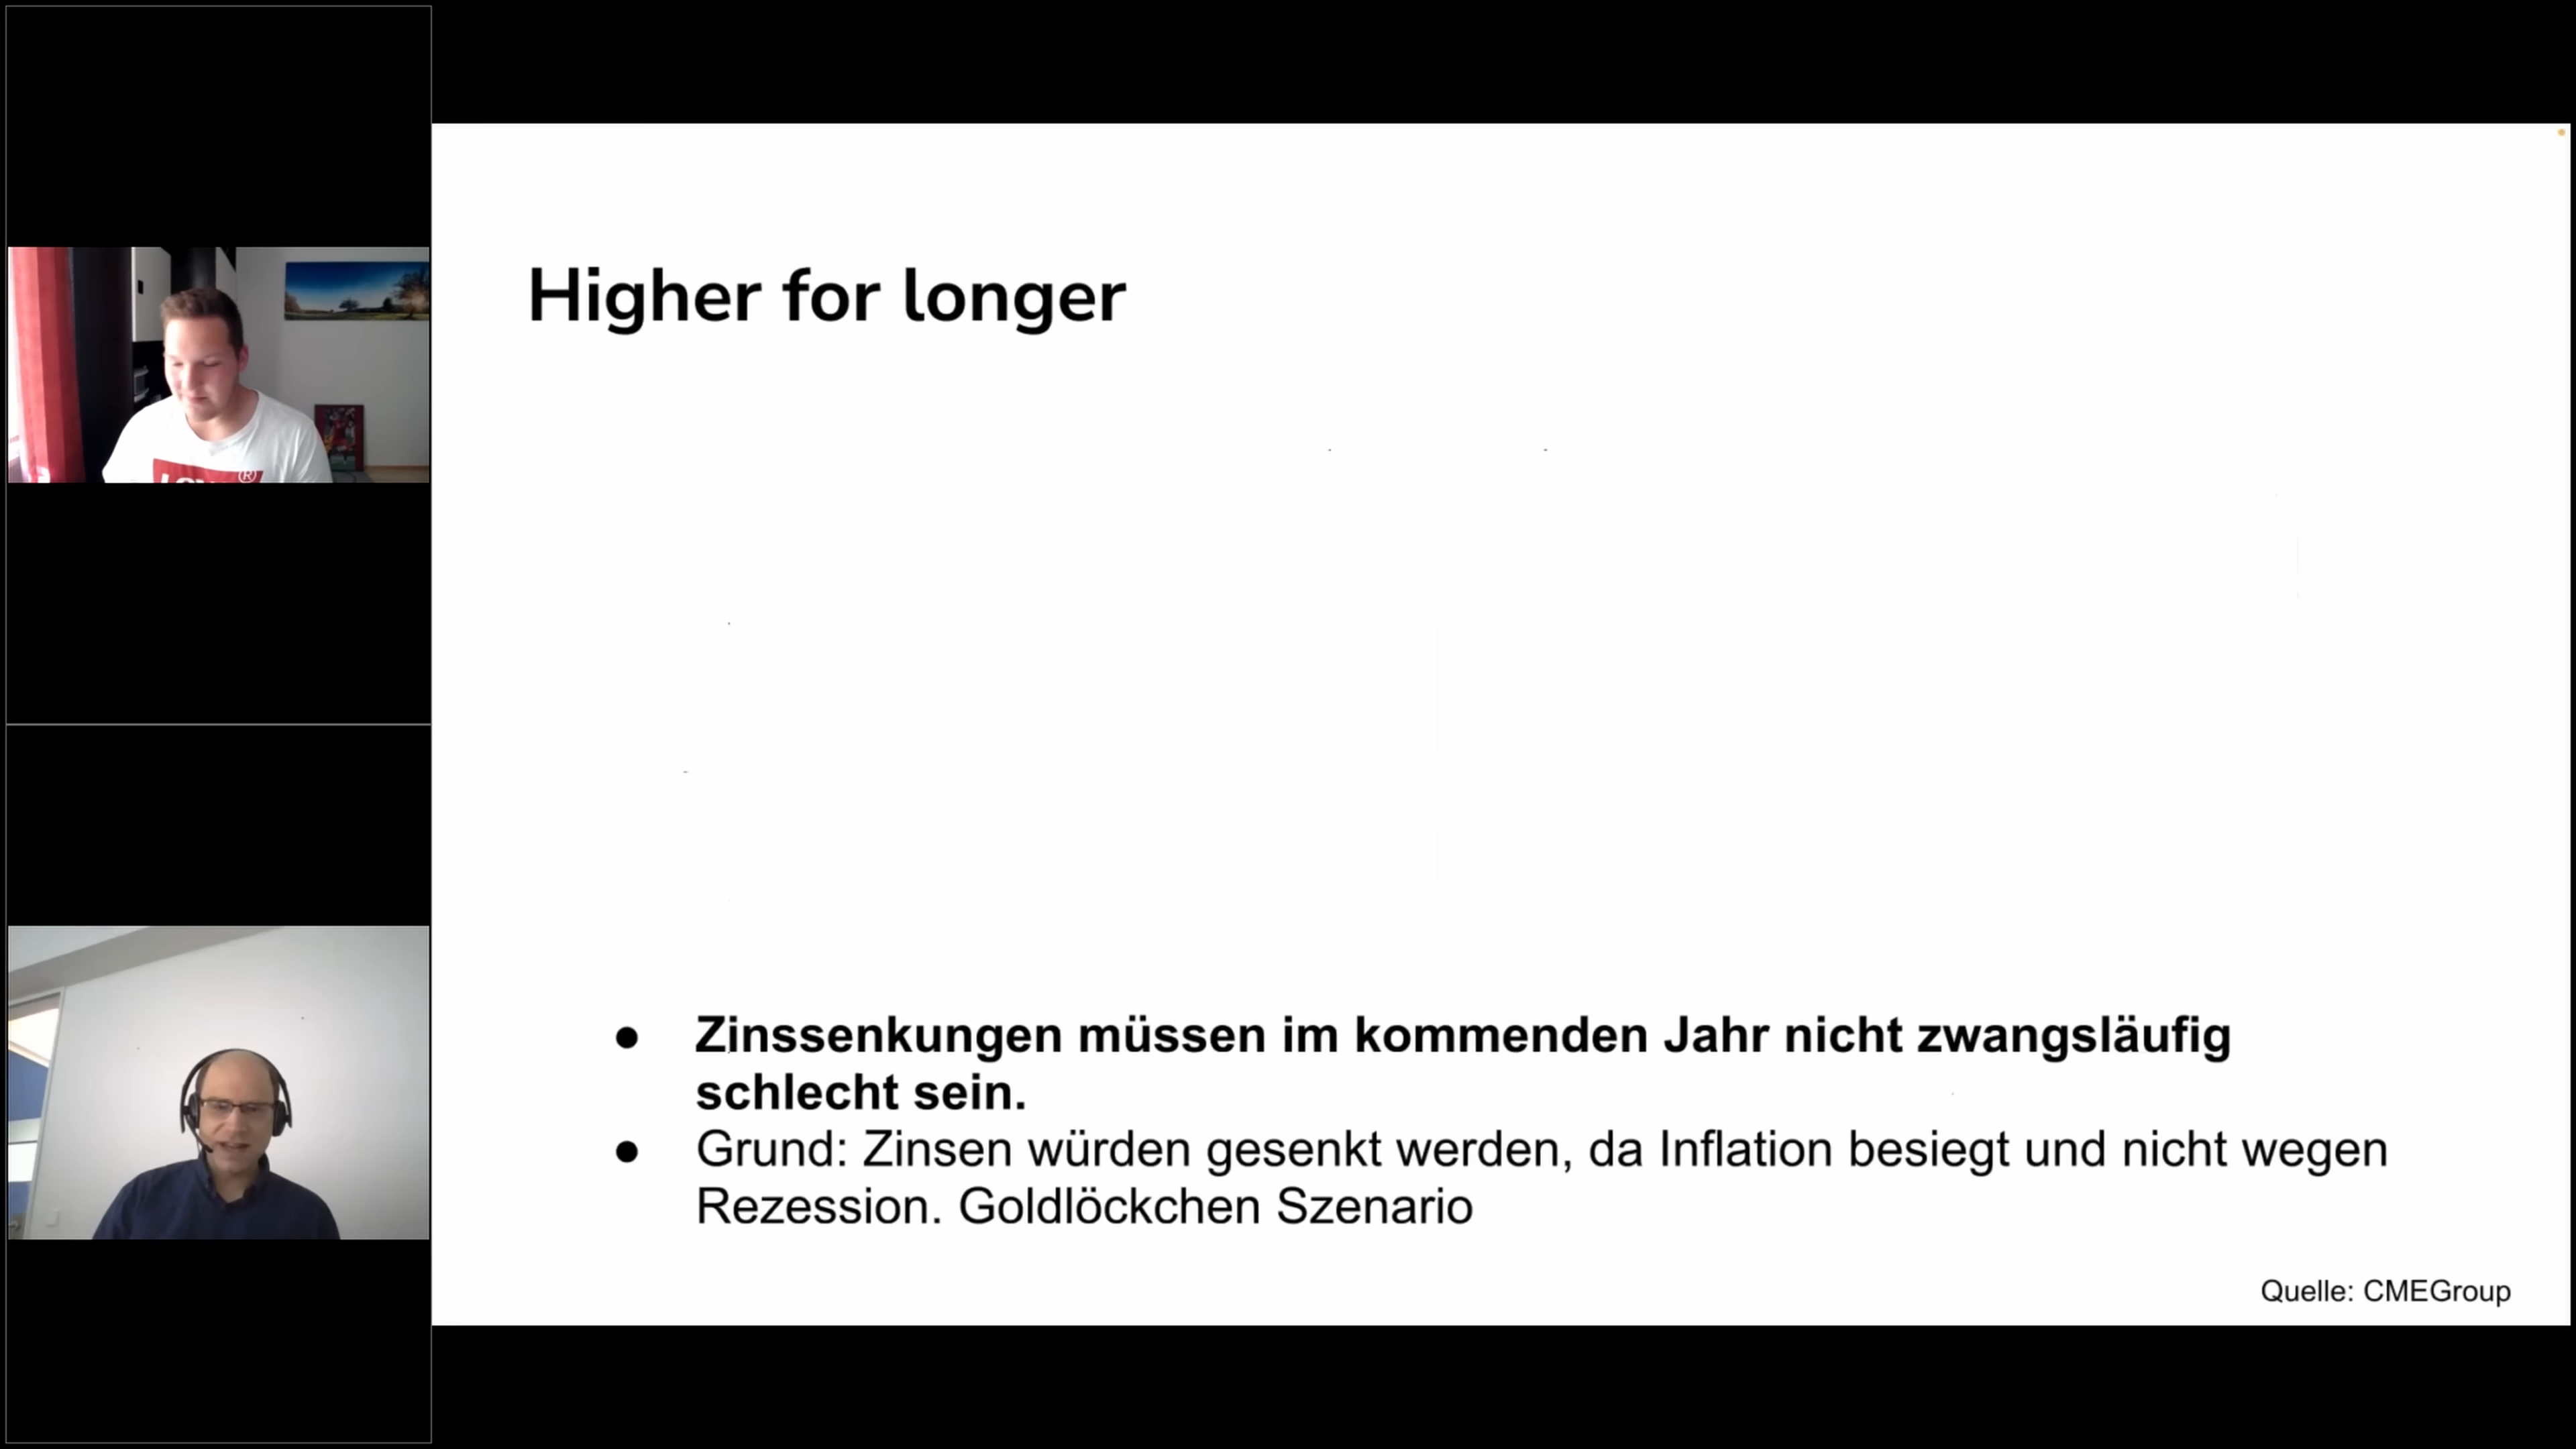 Higher for longer
● Zinssenkungen müssen im kommenden Jahr nicht zwangsläufig
schlecht sein.
● Grund: Zinsen würden gesenkt werden, da Inflation besiegt und nicht wegen
Rezession. Goldlöckchen Szenario
Quelle: CMEGroup